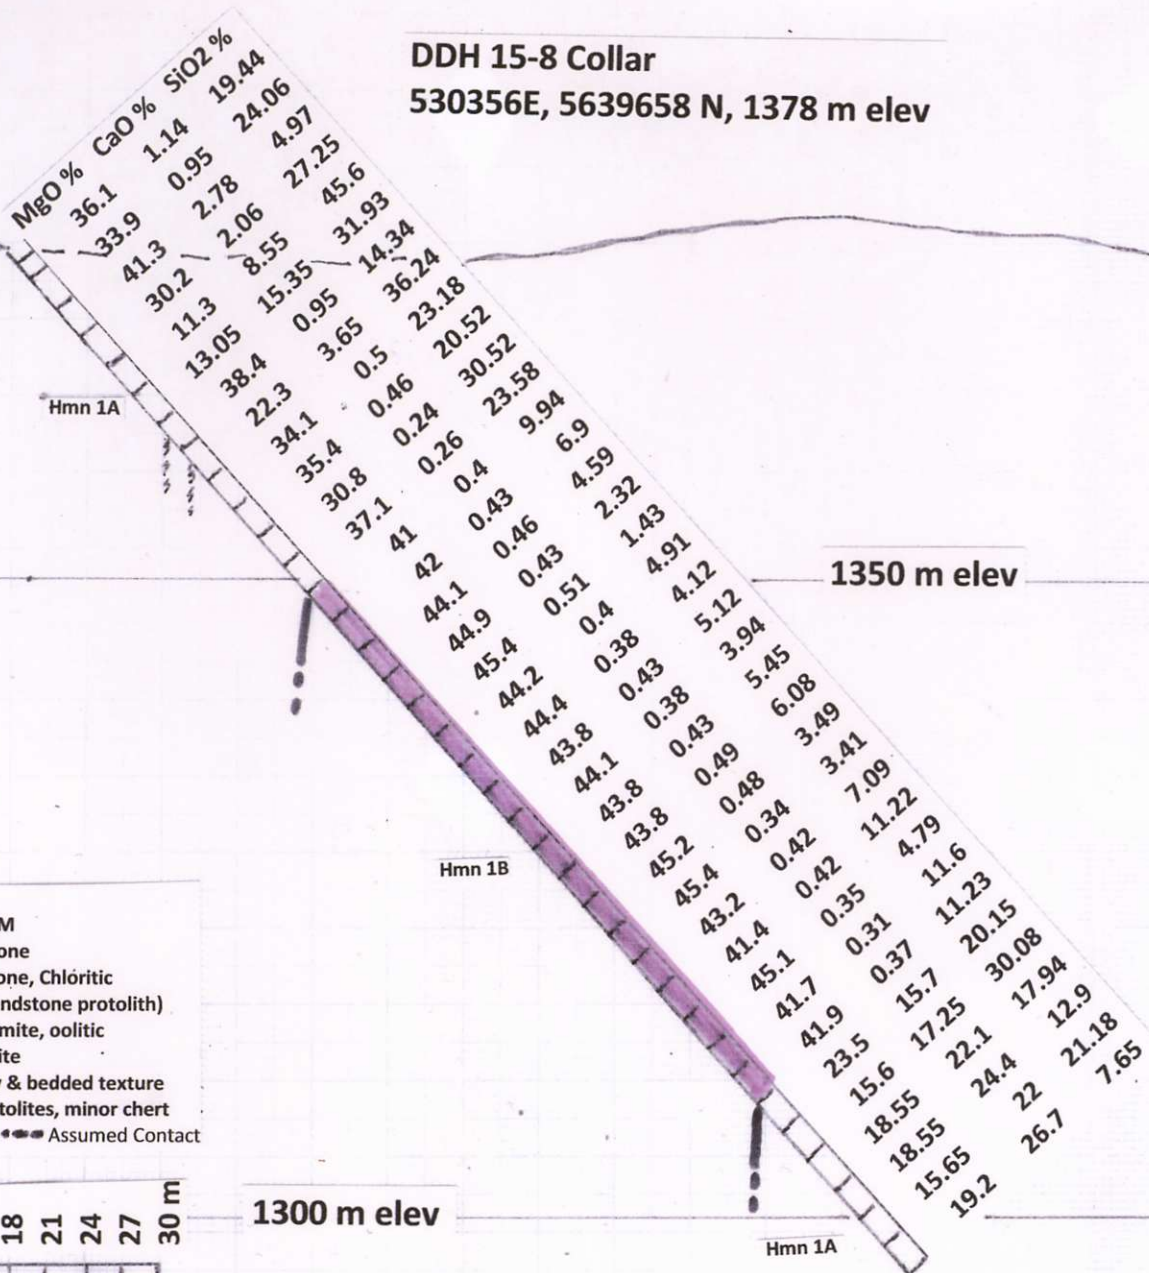 DDH 15-8 Collar
530356E, 5639658 N, 1378 m elev
MgO % CaO % SiO2 %
36.1 1.14 19.44
33.9 0.95 24.06
41.3 2.78 4.97
30.2 2.06 27.25
11.3 8.55 45.6
13.05 15.35 31.93
38.4 0.95 14.34
22.3 3.65 36.24
34.1 0.5 23.18
35.4 0.46 20.52
30.8 0.24 30.52
37.1 0.26 23.58
41 0.4 9.94
42 0.43 6.9
44.1 0.46 4.59
44.9 0.43 2.32
45.4 0.51 1.43
44.2 0.4 4.91
44.4 0.38 4.12
43.8 0.43 5.12
44.1 0.38 3.94
43.8 0.43 5.45
43.8 0.49 6.08
45.2 0.48 3.49
45.4 0.34 3.41
43.2 0.42 7.09
41.4 0.42 11.22
45.1 0.35 4.79
41.7 0.31 11.6
41.9 0.37 11.23
23.5 15.7 20.15
15.6 17.25 30.08
18.55 22.1 17.94
18.55 24.4 12.9
15.65 22 21.18
19.2 26.7 7.65
Hmn 1A
1350 m elev
Hmn 1B
M
one
one, Chloritic
ndstone protolith)
mite, oolitic
ite
& bedded texture
tolites, minor chert
Assumed Contact
18 21 24 27 30 m
1300 m elev
Hmn 1A